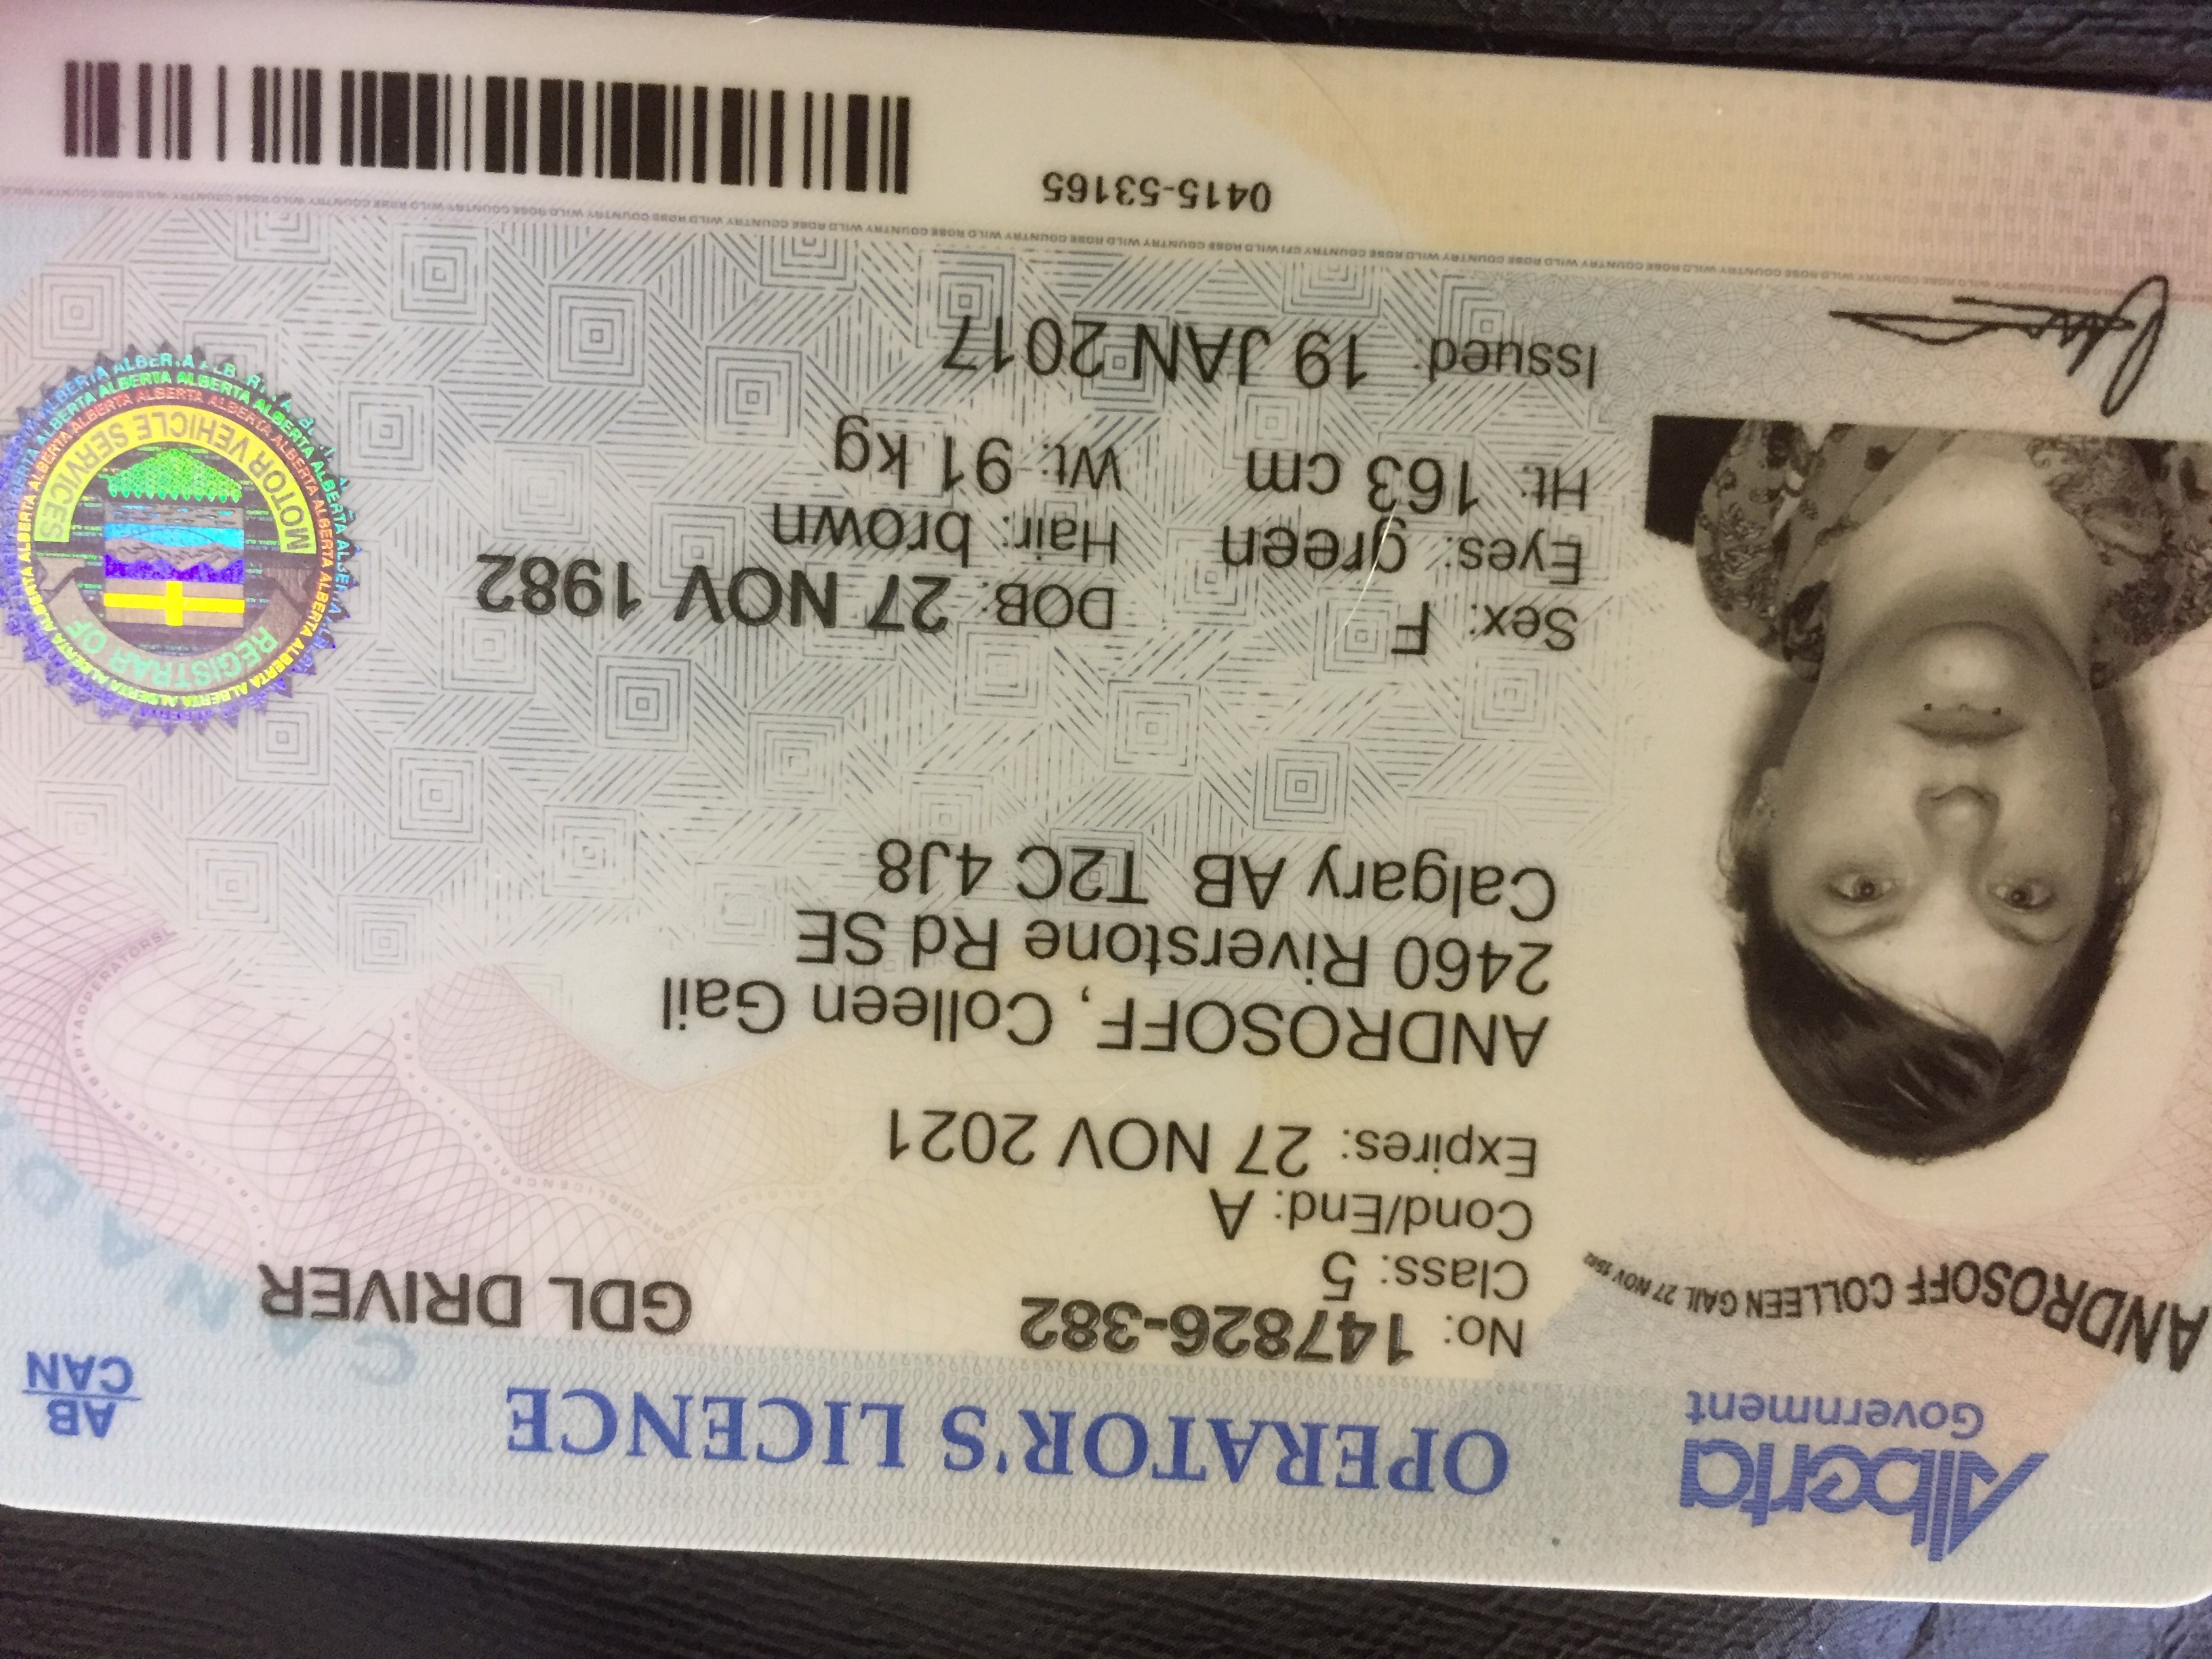 Alberta
Government
OPERATOR'S LICENCE
AB
CAN
CANAD
No: 147826-382
GDL DRIVER
Class: 5
Cond/End: A
Expires: 27 NOV 2021
ANDROSOFF COLLEEN GAIL 27 NOV 1982
ANDROSOFF, Colleen Gail
2460 Riverstone Rd SE
Calgary AB T2C 4J8
Sex: F
DOB: 27 NOV 1982
Eyes: green
Hair: brown
Ht: 163 cm
Wt: 91 kg
Issued: 19 JAN 2017
REGISTRAR OF
MOTOR VEHICLE SERVICES
ALBERTA ALBERTA ALBERTA ALBERTA ALBERTA ALBERTA
WILD ROSE COUNTRY WILD ROSE COUNTRY WILD ROSE COUNTRY
0415-53165